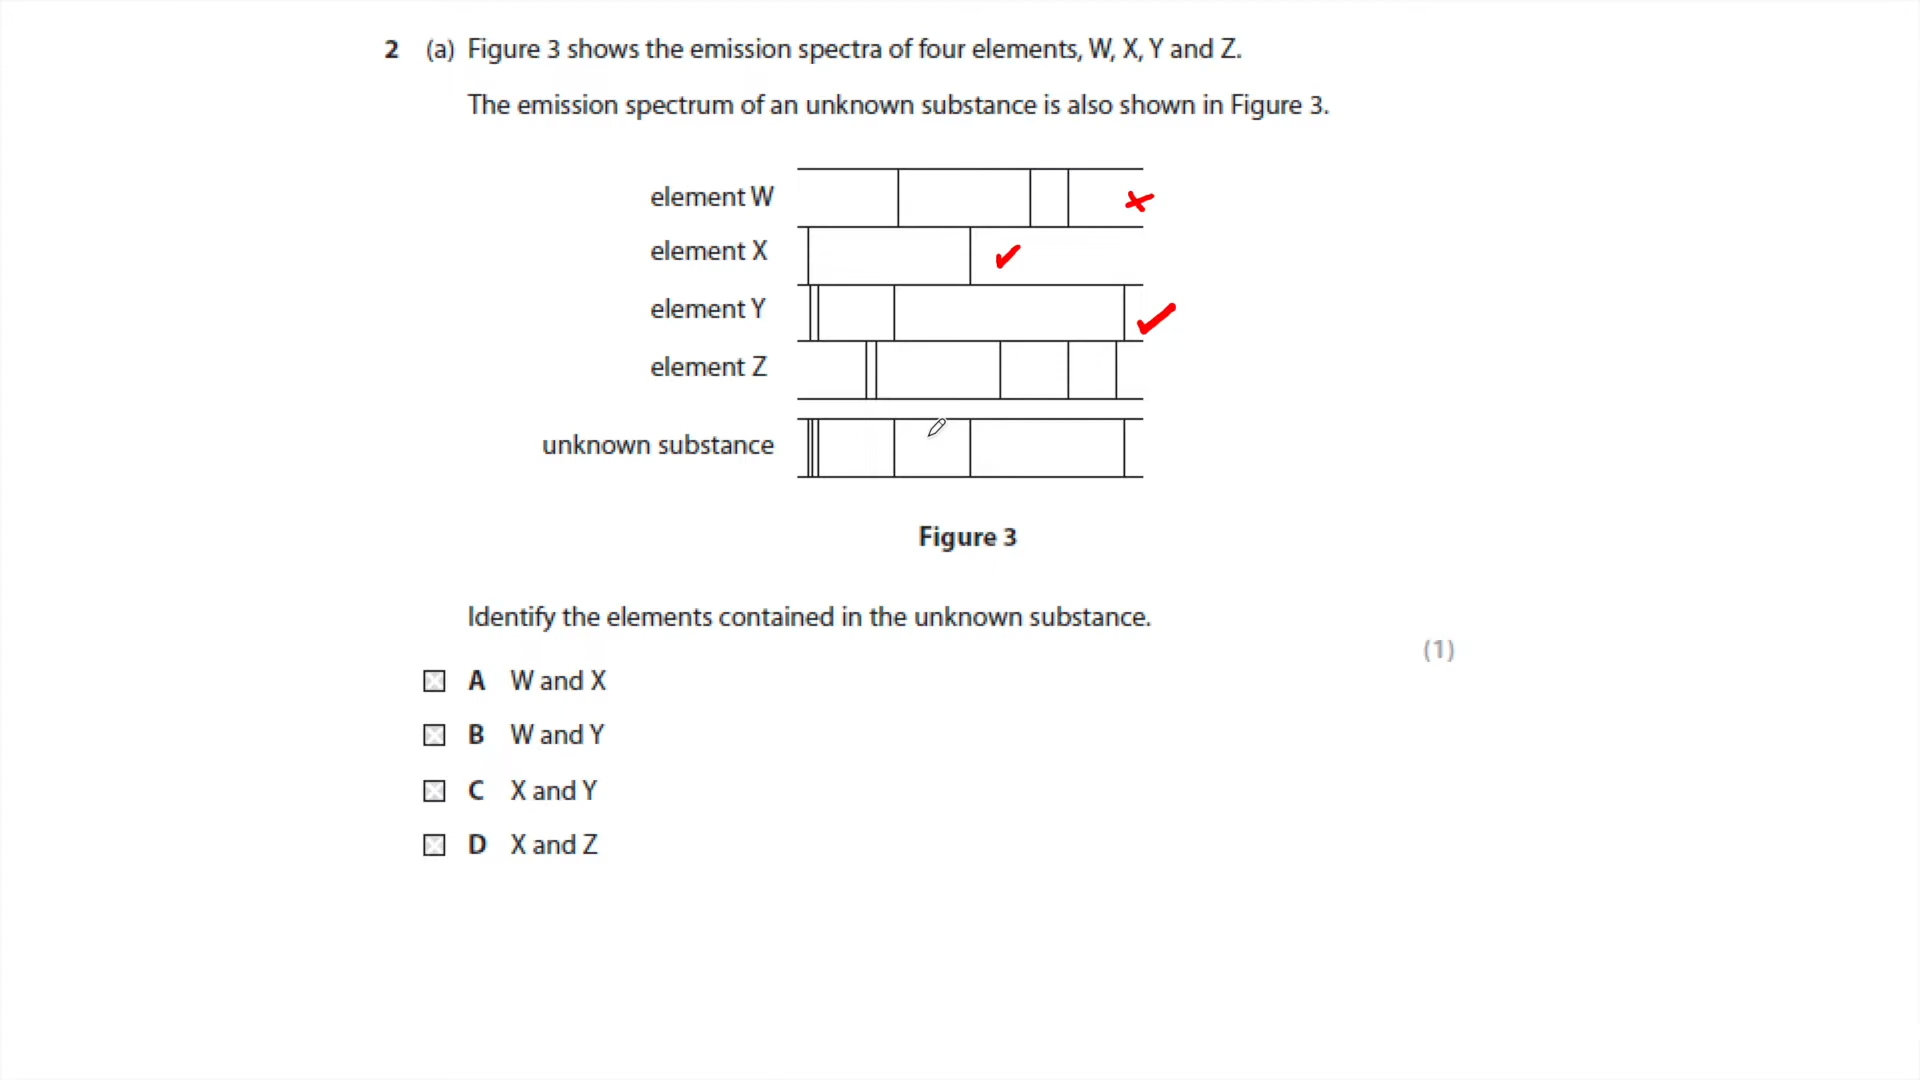 2 (a) Figure 3 shows the emission spectra of four elements, W, X, Y and Z.
The emission spectrum of an unknown substance is also shown in Figure 3.
element W
element X
element Y
element Z
unknown substance
Figure 3
Identify the elements contained in the unknown substance.
(1)
A W and X
B W and Y
C X and Y
D X and Z